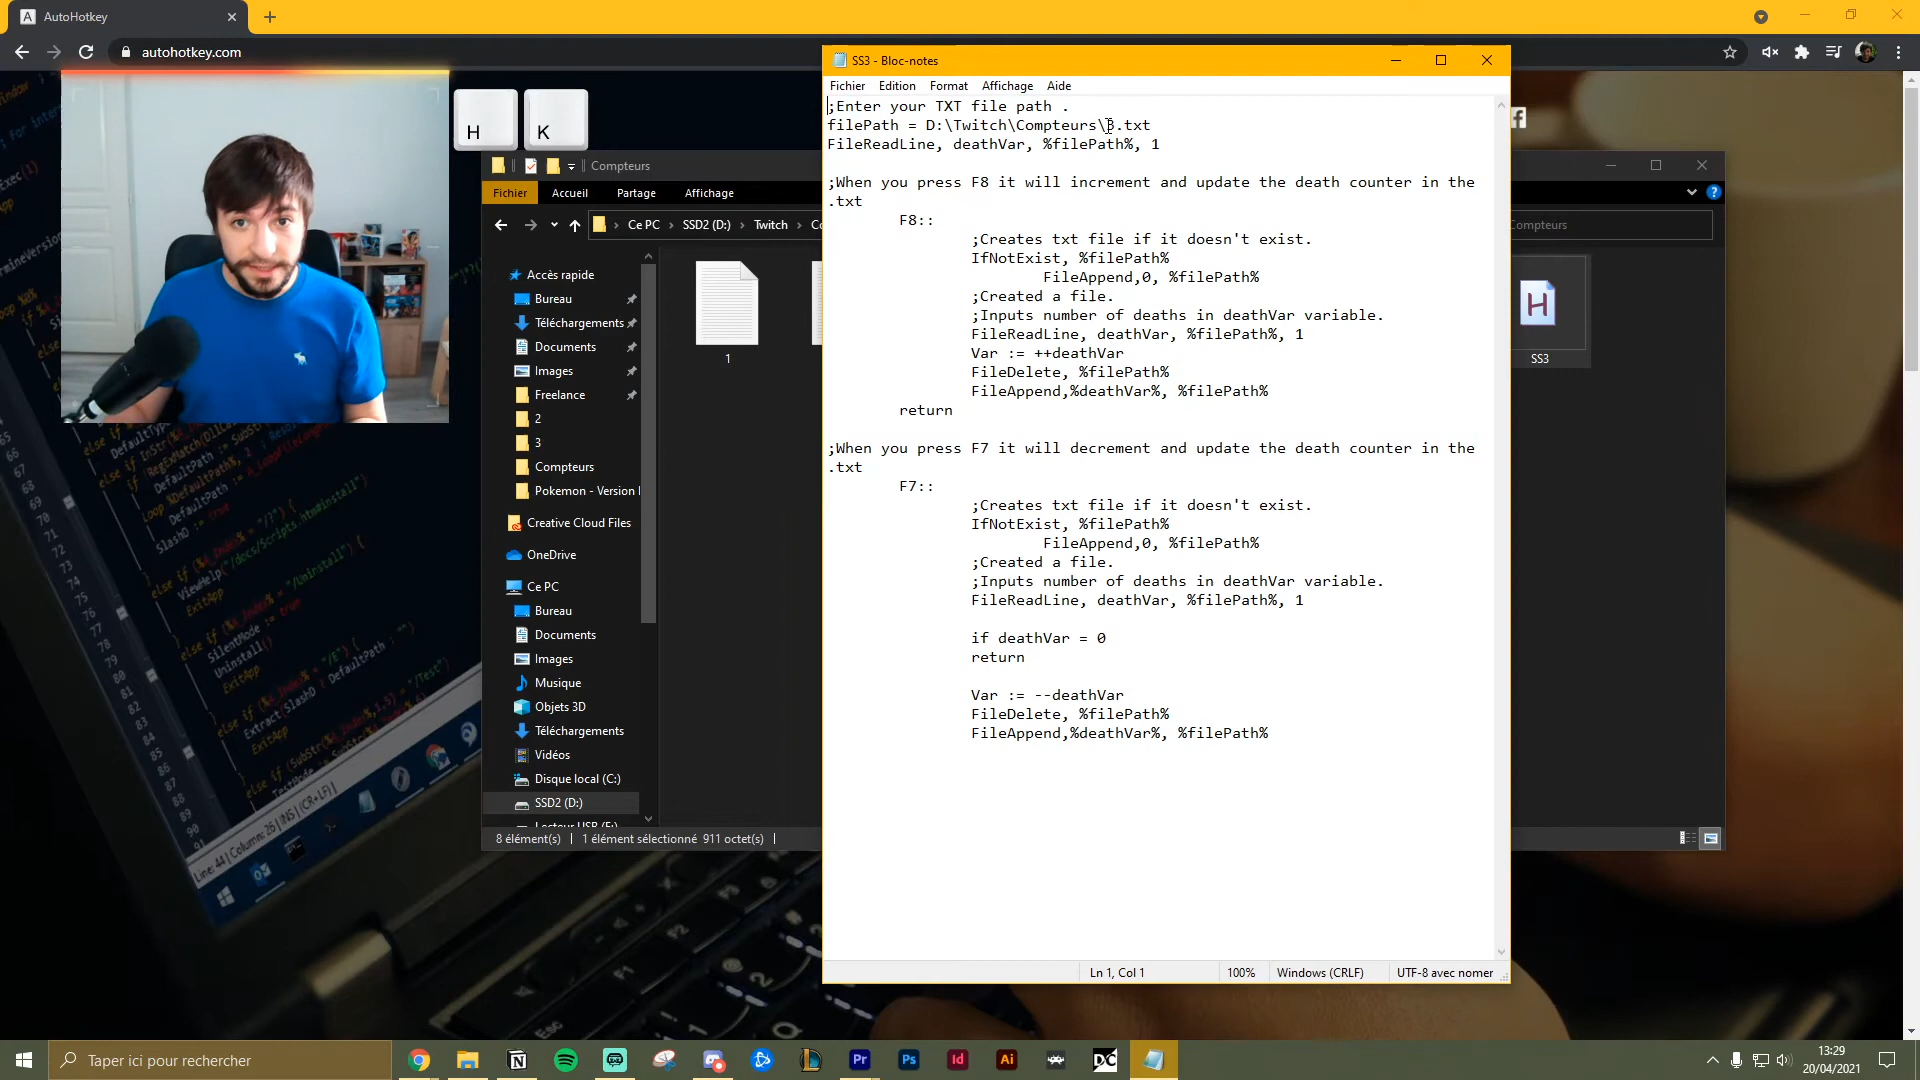 AutoHotkey
autohotkey.com
SS3 - Bloc-notes
Fichier Edition Format Affichage Aide
;Enter your TXT file path .
filePath = D:\Twitch\Compteurs\3.txt
FileReadLine, deathVar, %filePath%, 1
;When you press F8 it will increment and update the death counter in the
.txt
F8::
;Creates txt file if it doesn't exist.
IfNotExist, %filePath%
FileAppend,0, %filePath%
;Created a file.
;Inputs number of deaths in deathVar variable.
FileReadLine, deathVar, %filePath%, 1
Var := ++deathVar
FileDelete, %filePath%
FileAppend,%deathVar%, %filePath%
return
;When you press F7 it will decrement and update the death counter in the
.txt
F7::
;Creates txt file if it doesn't exist.
IfNotExist, %filePath%
FileAppend,0, %filePath%
;Created a file.
;Inputs number of deaths in deathVar variable.
FileReadLine, deathVar, %filePath%, 1
if deathVar = 0
return
Var := --deathVar
FileDelete, %filePath%
FileAppend,%deathVar%, %filePath%
Ln 1, Col 1
100%
Windows (CRLF)
UTF-8 avec nomer
H
K
Compteurs
Fichier Accueil Partage Affichage
Ce PC
SSD2 (D:)
Twitch
Compteurs
Accès rapide
Bureau
Téléchargements
Documents
Images
Freelance
2
3
Compteurs
Pokemon - Version
Creative Cloud Files
OneDrive
Ce PC
Bureau
Documents
Images
Musique
Objets 3D
Téléchargements
Vidéos
Disque local (C:)
SSD2 (D:)
1
SS3
8 élément(s)
1 élément sélectionné 911 octet(s)
Line: 44 | Column: 26 | INS | (CR+LF)
Taper ici pour rechercher
13:29
20/04/2021